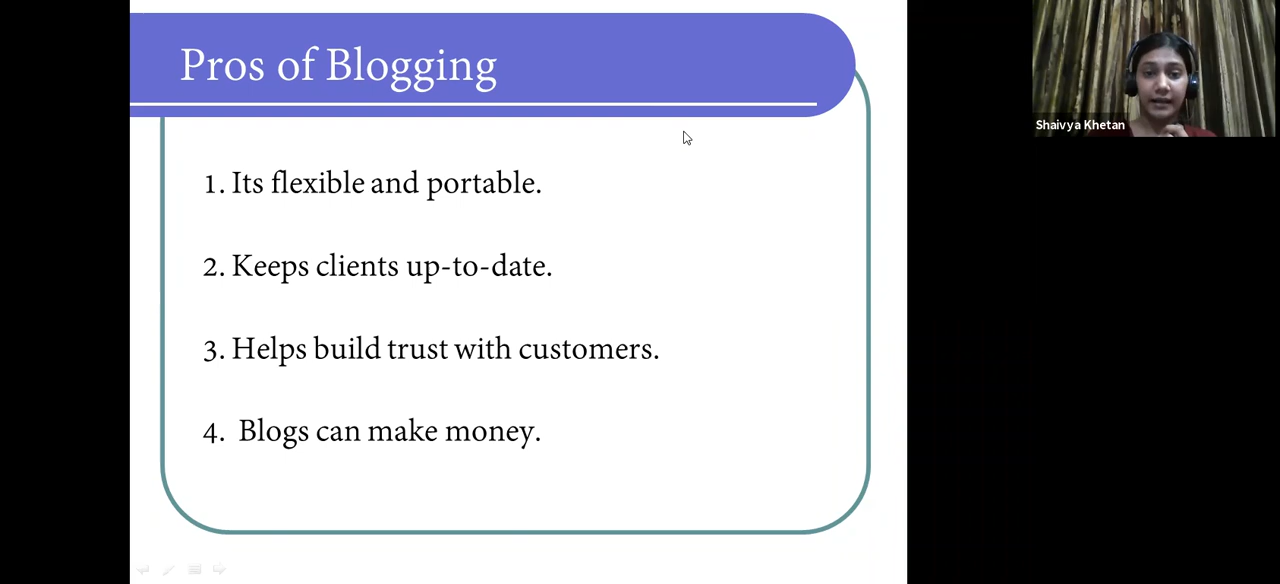 Pros of Blogging
Shaivya Khetan
1. Its flexible and portable.
2. Keeps clients up-to-date.
3. Helps build trust with customers.
4. Blogs can make money.